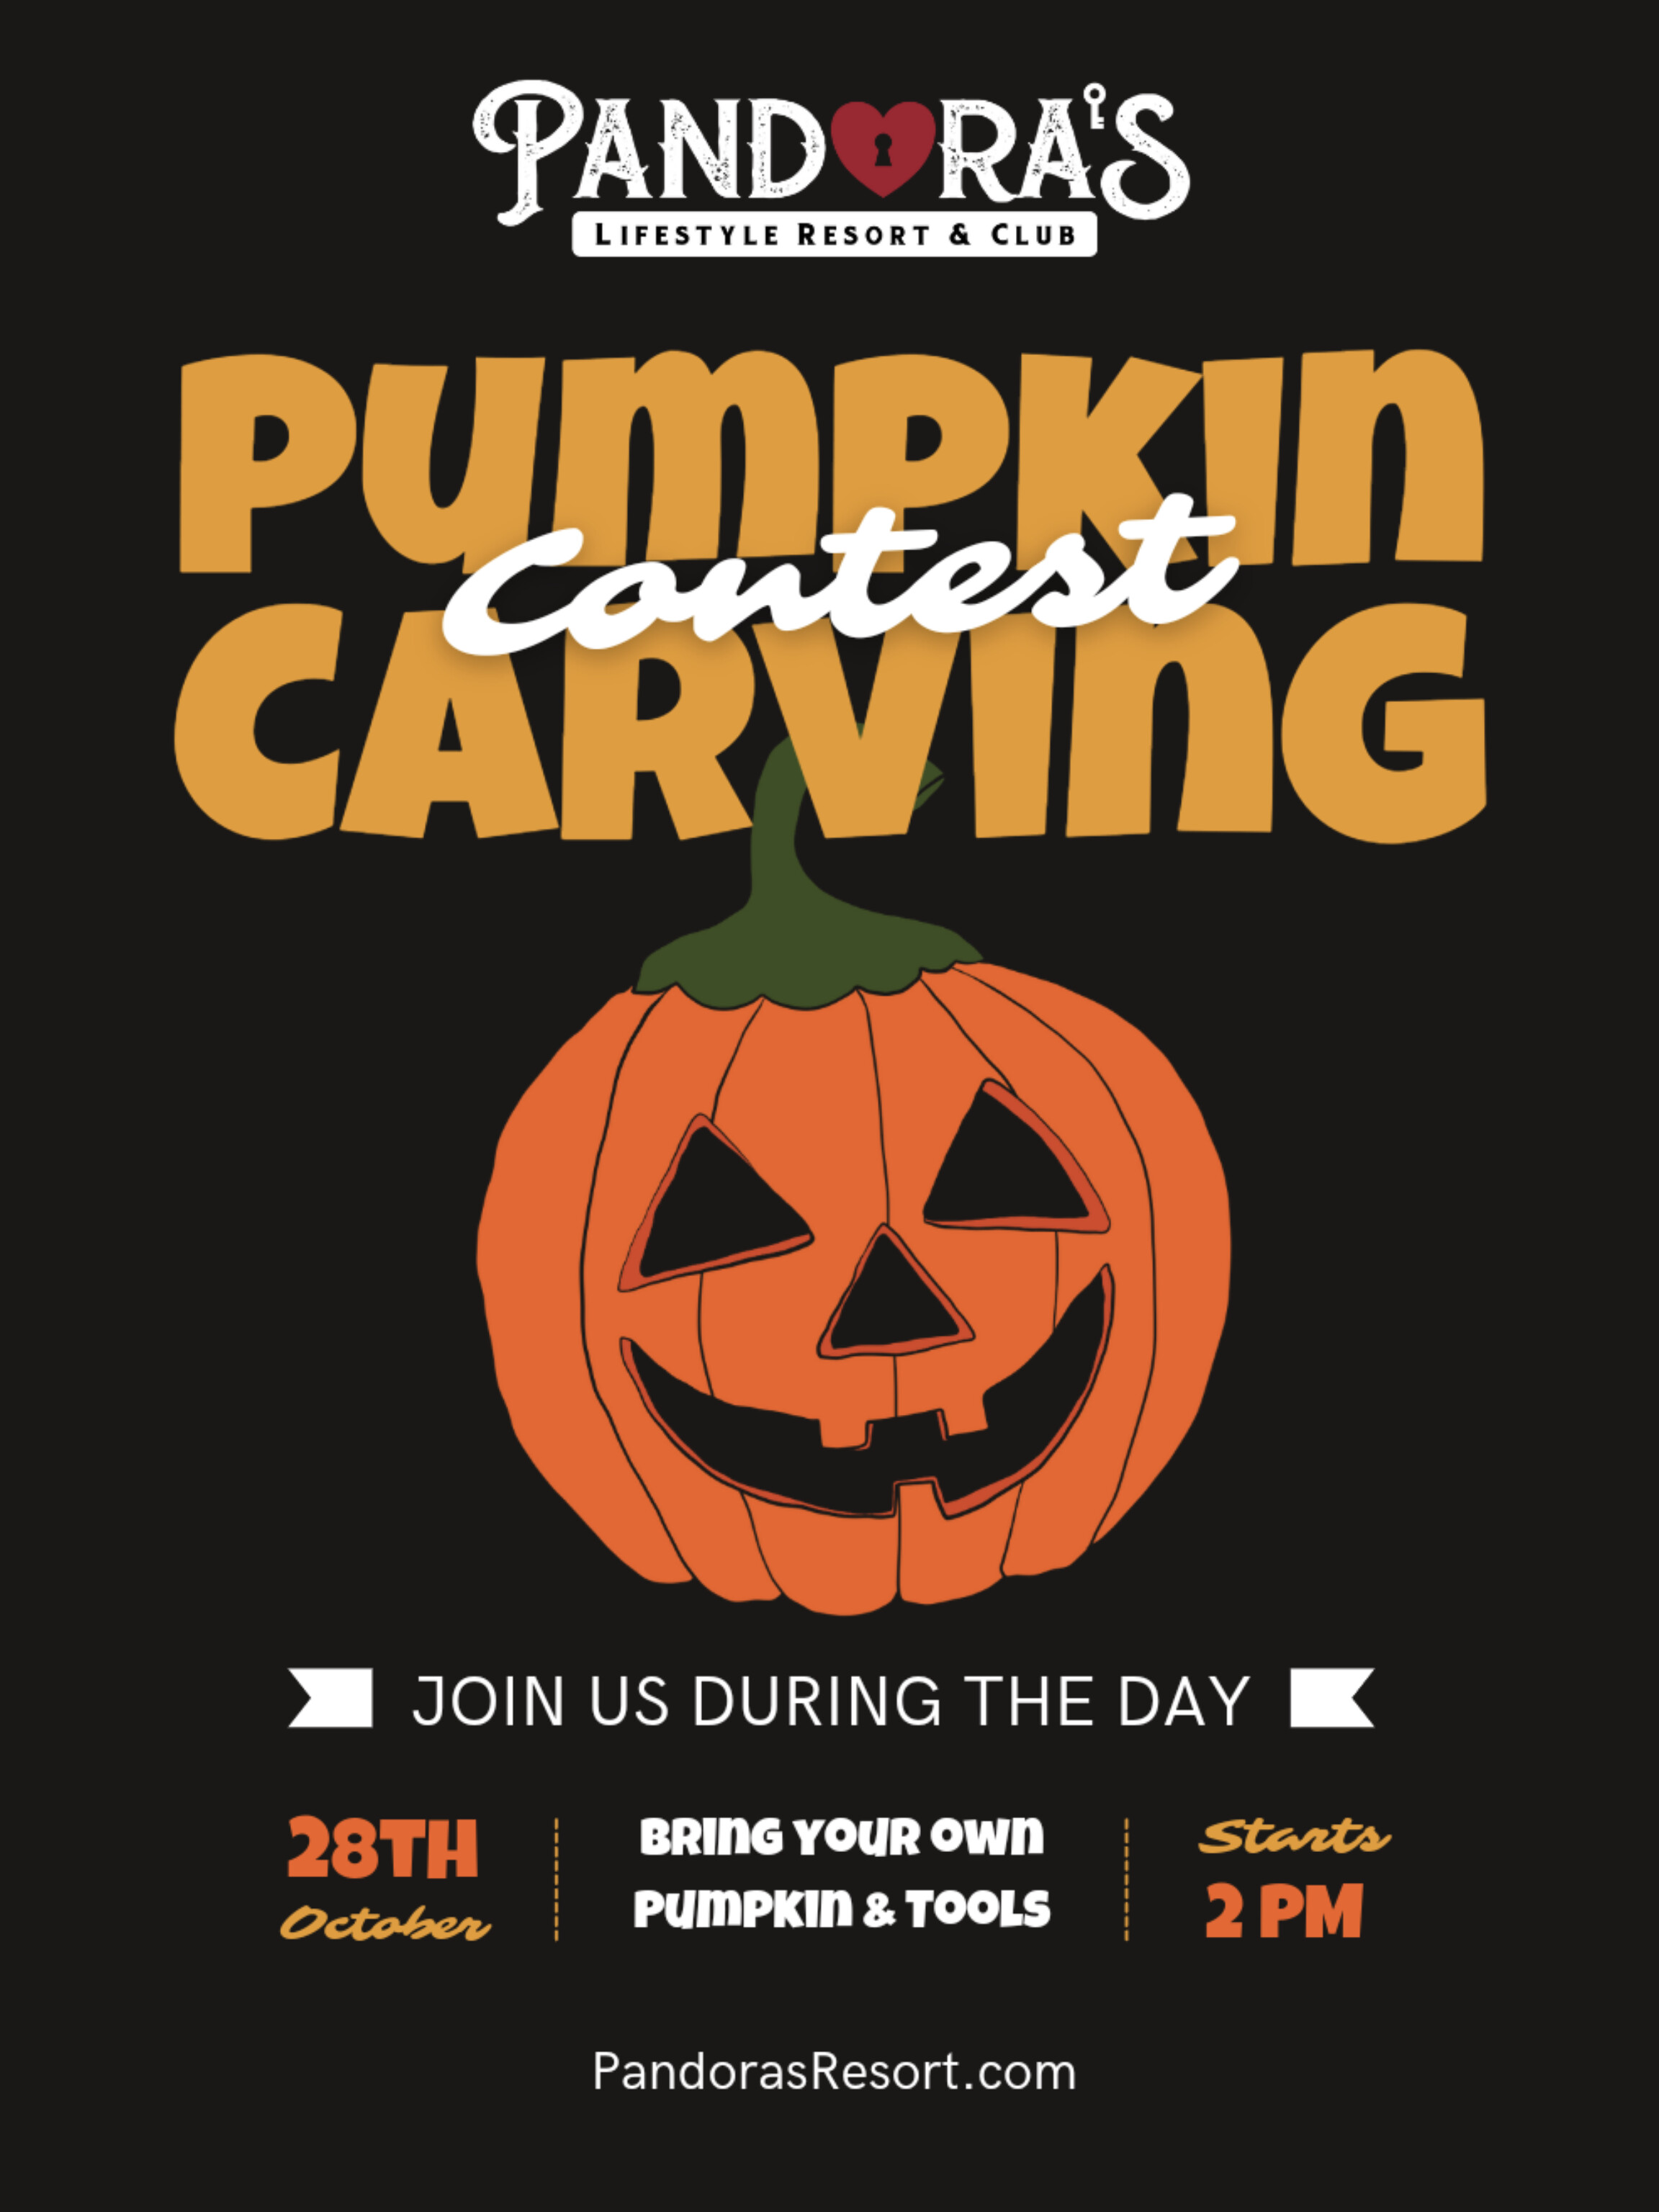 PANDORA'S
LIFESTYLE RESORT & CLUB
PUMPKIN
Contest
CARVING
JOIN US DURING THE DAY
28TH
October
BRING YOUR OWN
PUMPKIN & TOOLS
Starts
2 PM
PandorasResort.com